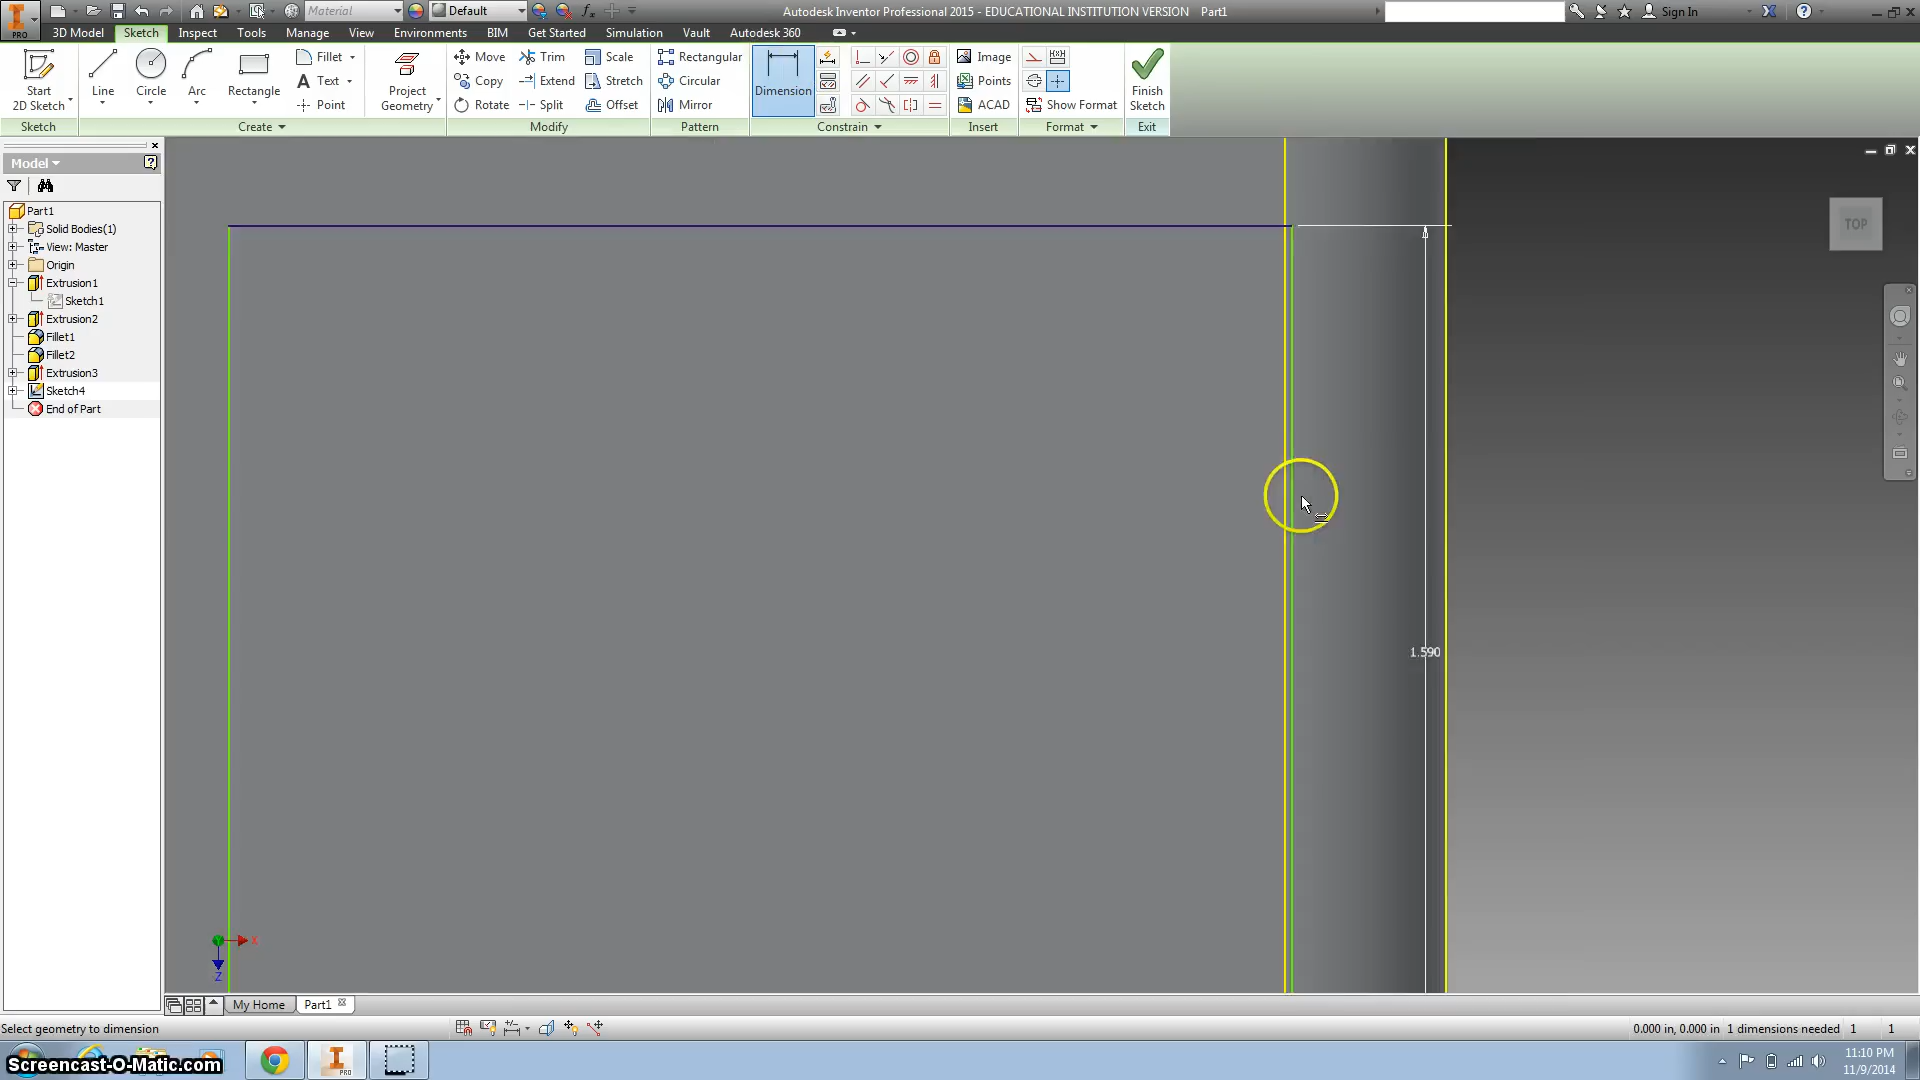 Material
Default
Autodesk Inventor Professional 2015 - EDUCATIONAL INSTITUTION VERSION Part1
Sign In
PRO
3D Model Sketch Inspect Tools Manage View Environments BIM Get Started Simulation Vault Autodesk 360
Start
2D Sketch
Line
Circle
Arc
Rectangle
Fillet
Text
Point
Project
Geometry
Move
Copy
Rotate
Trim
Extend
Split
Scale
Stretch
Offset
Rectangular
Circular
Mirror
Dimension
Image
Points
ACAD
Show Format
Finish
Sketch
Sketch Create Modify Pattern Constrain Insert Format Exit
Model
Part1
Solid Bodies(1)
View: Master
Origin
Extrusion1
Sketch1
Extrusion2
Fillet1
Fillet2
Extrusion3
Sketch4
End of Part
TOP
1.590
X
Z
My Home Part1
Select geometry to dimension
0.000 in, 0.000 in 1 dimensions needed 1 1
Screencast-O-Matic.com
PRO
11:10 PM
11/9/2014